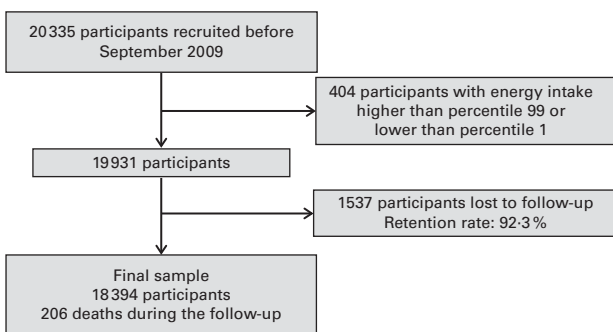 20335 participants recruited before
September 2009
404 participants with energy intake
higher than percentile 99 or
lower than percentile 1
19931 participants
1537 participants lost to follow-up
Retention rate: 92·3 %
Final sample
18394 participants
206 deaths during the follow-up